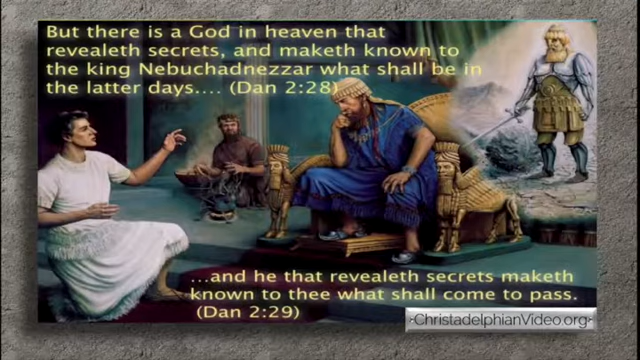 But there is a God in heaven that
revealeth secrets, and maketh known to
the king Nebuchadnezzar what shall be in
the latter days.... (Dan 2:28)
...and he that revealeth secrets maketh
known to thee what shall come to pass.
(Dan 2:29)
-ChristadelphianVideo.org-